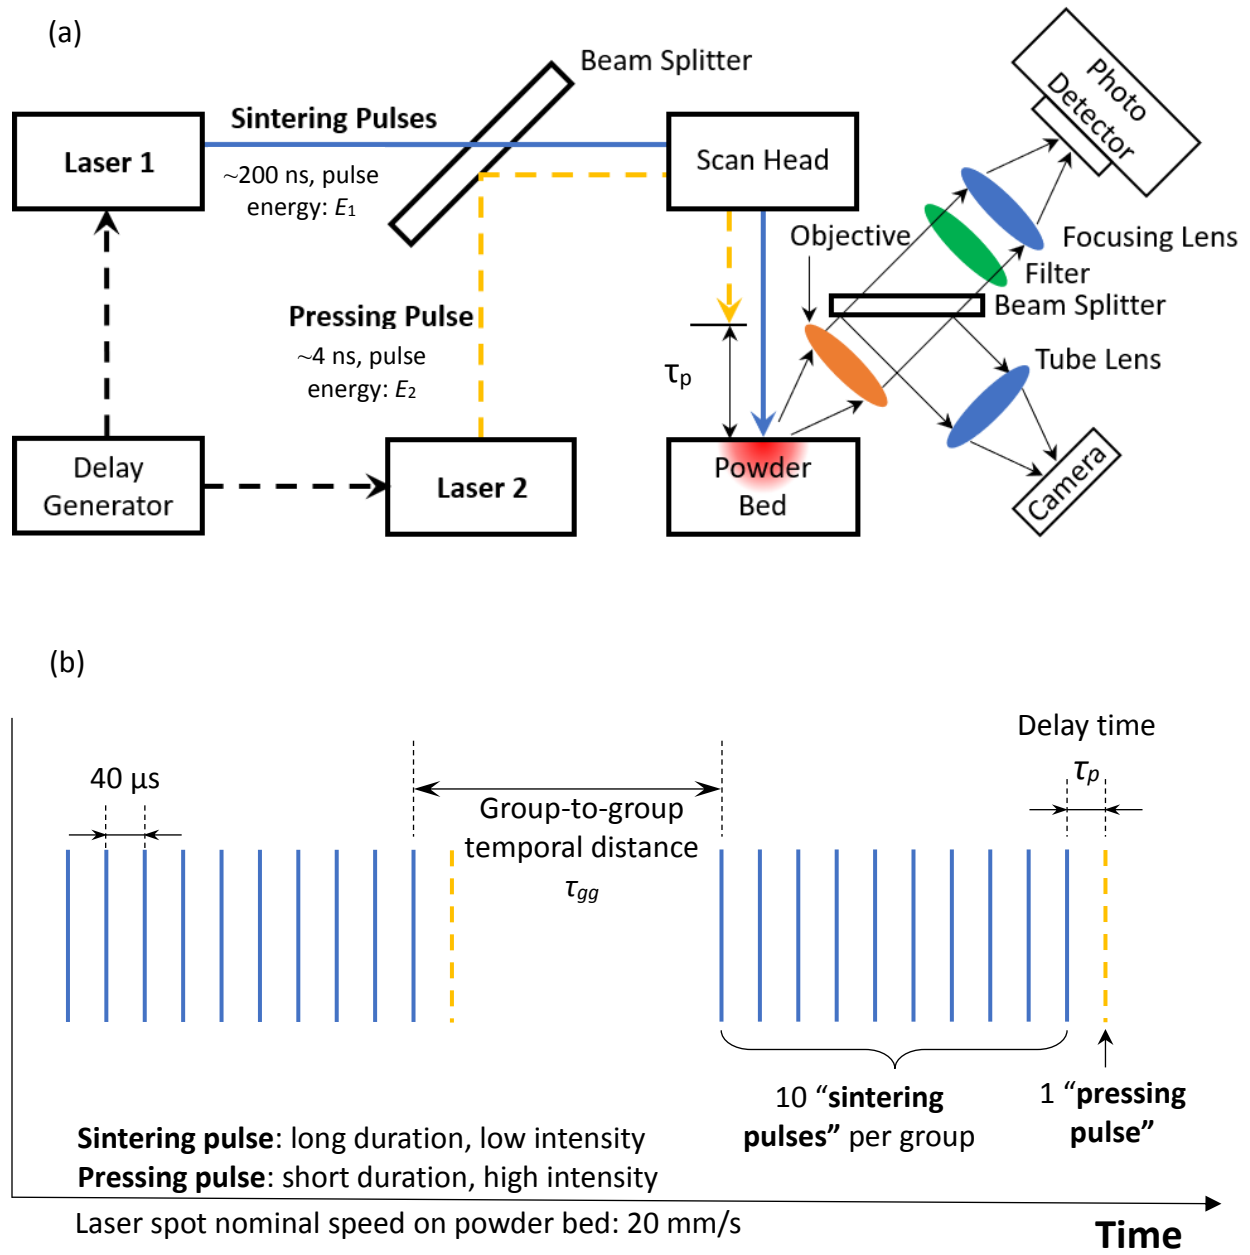 (a)
Beam Splitter
Sintering Pulses
Laser 1
~200 ns, pulse
energy: E1
Scan Head
Photo
Detector
Objective
Focusing Lens
Filter
Beam Splitter
Pressing Pulse
~4 ns, pulse
energy: E2
τp
Tube Lens
Delay
Generator
Laser 2
Powder
Bed
Camera
(b)
Delay time
τp
40 μs
Group-to-group
temporal distance
τgg
10 “sintering
pulses” per group
1 “pressing
pulse”
Sintering pulse: long duration, low intensity
Pressing pulse: short duration, high intensity
Laser spot nominal speed on powder bed: 20 mm/s
Time